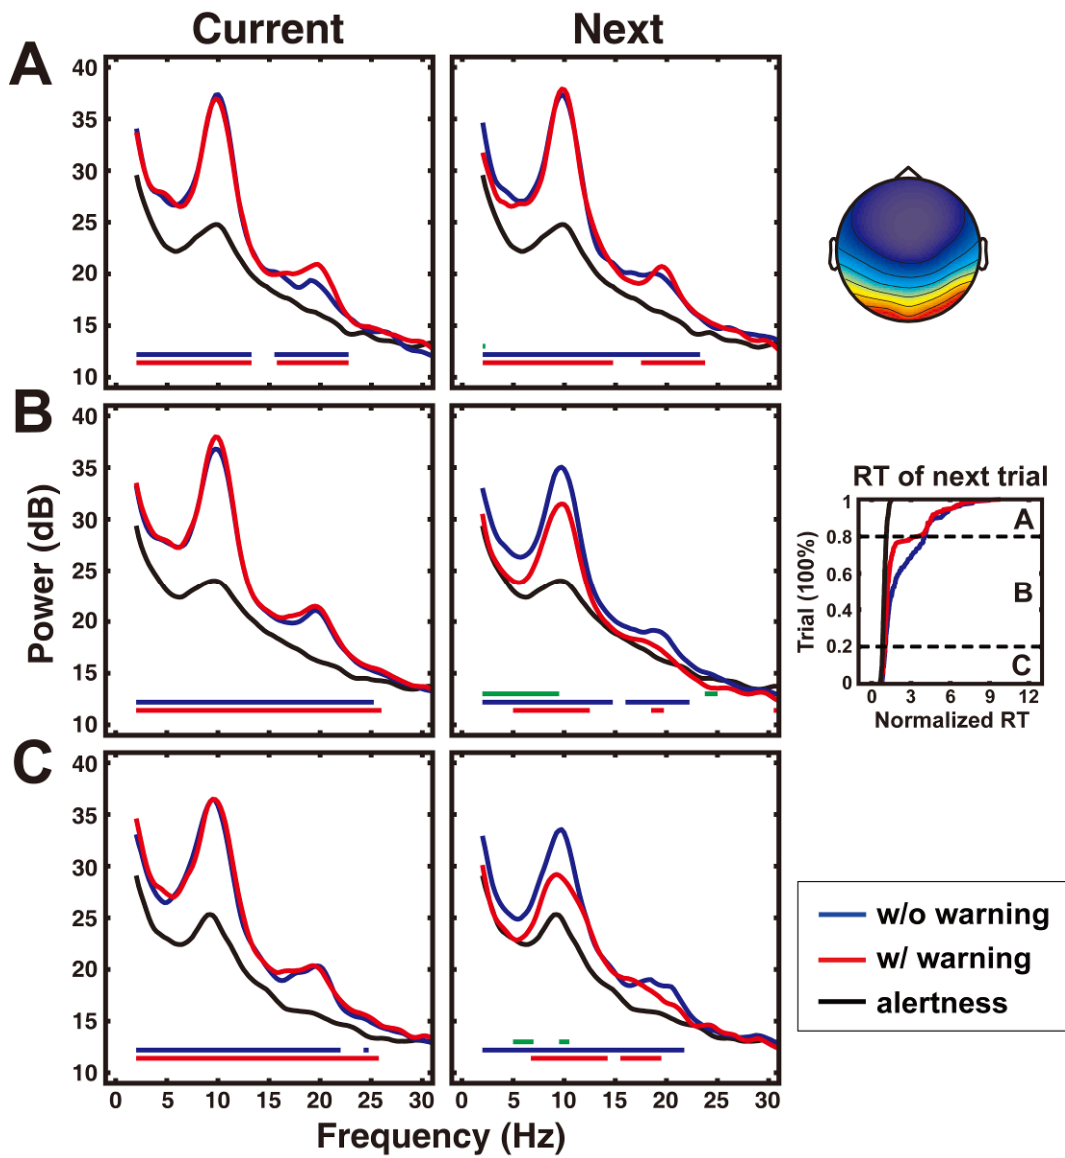 Current
Next
A
40
35
30
25
20
15
10
B
40
35
30
25
20
15
10
Power (dB)
C
40
35
30
25
20
15
10
0 5 10 15 20 25 30
0 5 10 15 20 25 30
Frequency (Hz)
RT of next trial
1
0.8
0.6
0.4
0.2
0
Trial (100%)
A
B
C
0 3 6 9 12
Normalized RT
w/o warning
w/ warning
alertness